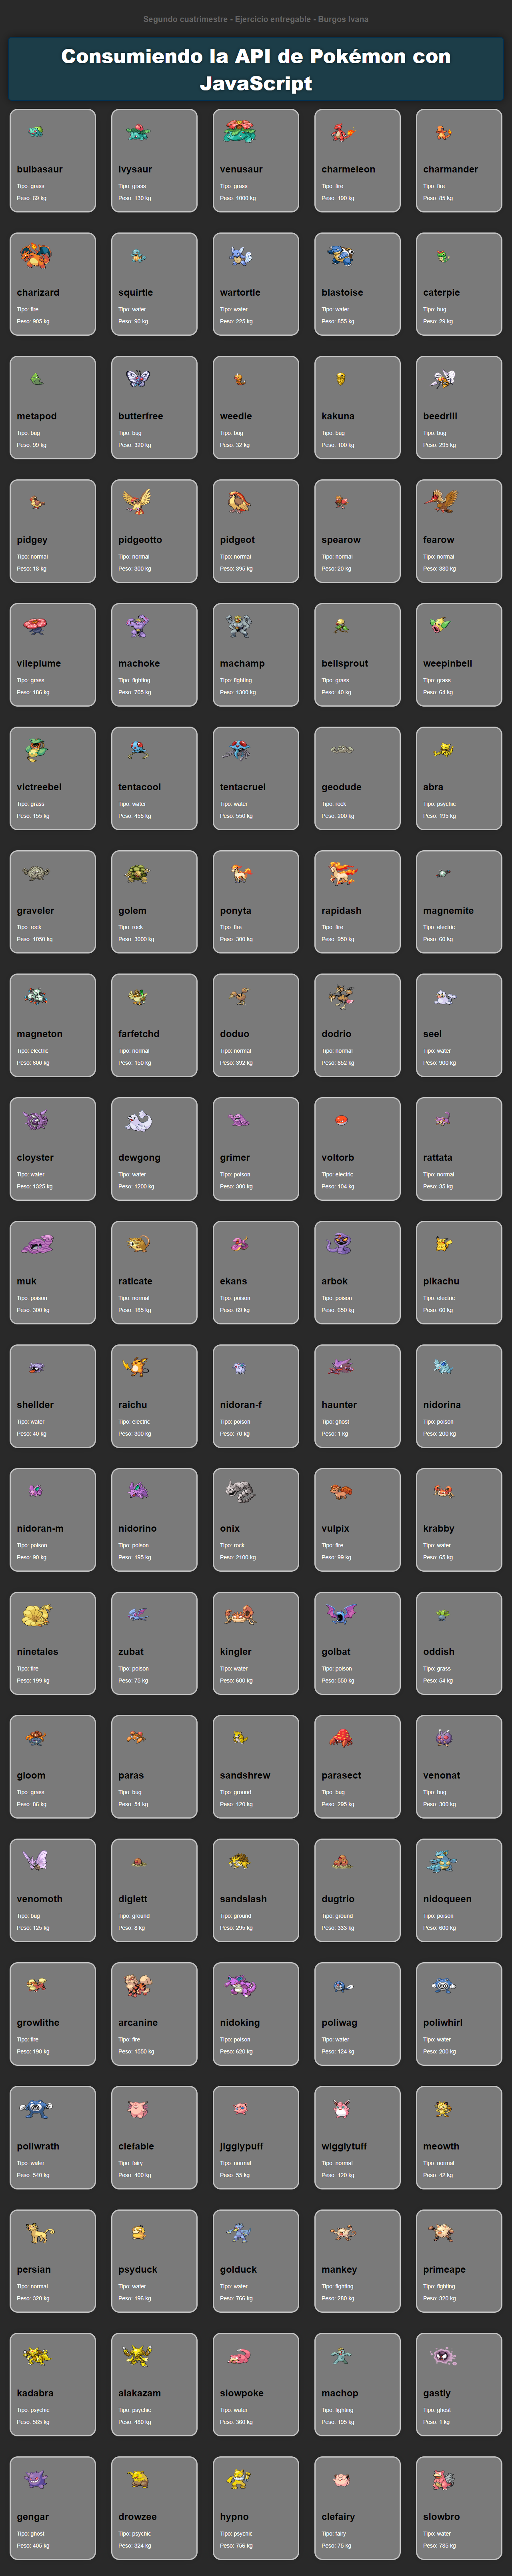 Segundo cuatrimestre - Ejercicio entregable - Burgos Ivana
Consumiendo la API de Pokémon con
JavaScript
bulbasaur ivysaur venusaur charmeleon charmander
Tipo: grass Tipo: grass Tipo: grass Tipo: fire Tipo: fire
Peso: 69 kg Peso: 130 kg Peso: 1000 kg Peso: 190 kg Peso: 85 kg
charizard squirtle wartortle blastoise caterpie
Tipo: fire Tipo: water Tipo: water Tipo: water Tipo: bug
Peso: 905 kg Peso: 90 kg Peso: 225 kg Peso: 855 kg Peso: 29 kg
metapod butterfree weedle kakuna beedrill
Tipo: bug Tipo: bug Tipo: bug Tipo: bug Tipo: bug
Peso: 99 kg Peso: 320 kg Peso: 32 kg Peso: 100 kg Peso: 295 kg
pidgey pidgeotto pidgeot spearow fearow
Tipo: normal Tipo: normal Tipo: normal Tipo: normal Tipo: normal
Peso: 18 kg Peso: 300 kg Peso: 395 kg Peso: 20 kg Peso: 380 kg
vileplume machoke machamp bellsprout weepinbell
Tipo: grass Tipo: fighting Tipo: fighting Tipo: grass Tipo: grass
Peso: 186 kg Peso: 705 kg Peso: 1300 kg Peso: 40 kg Peso: 64 kg
victreebel tentacool tentacruel geodude abra
Tipo: grass Tipo: water Tipo: water Tipo: rock Tipo: psychic
Peso: 155 kg Peso: 455 kg Peso: 550 kg Peso: 200 kg Peso: 195 kg
graveler golem ponyta rapidash magnemite
Tipo: rock Tipo: rock Tipo: fire Tipo: fire Tipo: electric
Peso: 1050 kg Peso: 3000 kg Peso: 300 kg Peso: 950 kg Peso: 60 kg
magneton farfetchd doduo dodrio seel
Tipo: electric Tipo: normal Tipo: normal Tipo: normal Tipo: water
Peso: 600 kg Peso: 150 kg Peso: 392 kg Peso: 852 kg Peso: 900 kg
cloyster dewgong grimer voltorb rattata
Tipo: water Tipo: water Tipo: poison Tipo: electric Tipo: normal
Peso: 1325 kg Peso: 1200 kg Peso: 300 kg Peso: 104 kg Peso: 35 kg
muk raticate ekans arbok pikachu
Tipo: poison Tipo: normal Tipo: poison Tipo: poison Tipo: electric
Peso: 300 kg Peso: 185 kg Peso: 69 kg Peso: 650 kg Peso: 60 kg
shellder raichu nidoran-f haunter nidorina
Tipo: water Tipo: electric Tipo: poison Tipo: ghost Tipo: poison
Peso: 40 kg Peso: 300 kg Peso: 70 kg Peso: 1 kg Peso: 200 kg
nidoran-m nidorino onix vulpix krabby
Tipo: poison Tipo: poison Tipo: rock Tipo: fire Tipo: water
Peso: 90 kg Peso: 195 kg Peso: 2100 kg Peso: 99 kg Peso: 65 kg
ninetales zubat kingler golbat oddish
Tipo: fire Tipo: poison Tipo: water Tipo: poison Tipo: grass
Peso: 199 kg Peso: 75 kg Peso: 600 kg Peso: 550 kg Peso: 54 kg
gloom paras sandshrew parasect venonat
Tipo: grass Tipo: bug Tipo: ground Tipo: bug Tipo: bug
Peso: 86 kg Peso: 54 kg Peso: 120 kg Peso: 295 kg Peso: 300 kg
venomoth diglett sandslash dugtrio nidoqueen
Tipo: bug Tipo: ground Tipo: ground Tipo: ground Tipo: poison
Peso: 125 kg Peso: 8 kg Peso: 295 kg Peso: 333 kg Peso: 600 kg
growlithe arcanine nidoking poliwag poliwhirl
Tipo: fire Tipo: fire Tipo: poison Tipo: water Tipo: water
Peso: 190 kg Peso: 1550 kg Peso: 620 kg Peso: 124 kg Peso: 200 kg
poliwrath clefable jigglypuff wigglytuff meowth
Tipo: water Tipo: fairy Tipo: normal Tipo: normal Tipo: normal
Peso: 540 kg Peso: 400 kg Peso: 55 kg Peso: 120 kg Peso: 42 kg
persian psyduck golduck mankey primeape
Tipo: normal Tipo: water Tipo: water Tipo: fighting Tipo: fighting
Peso: 320 kg Peso: 196 kg Peso: 766 kg Peso: 280 kg Peso: 320 kg
kadabra alakazam slowpoke machop gastly
Tipo: psychic Tipo: psychic Tipo: water Tipo: fighting Tipo: ghost
Peso: 565 kg Peso: 480 kg Peso: 360 kg Peso: 195 kg Peso: 1 kg
gengar drowzee hypno clefairy slowbro
Tipo: ghost Tipo: psychic Tipo: psychic Tipo: fairy Tipo: water
Peso: 405 kg Peso: 324 kg Peso: 756 kg Peso: 75 kg Peso: 785 kg